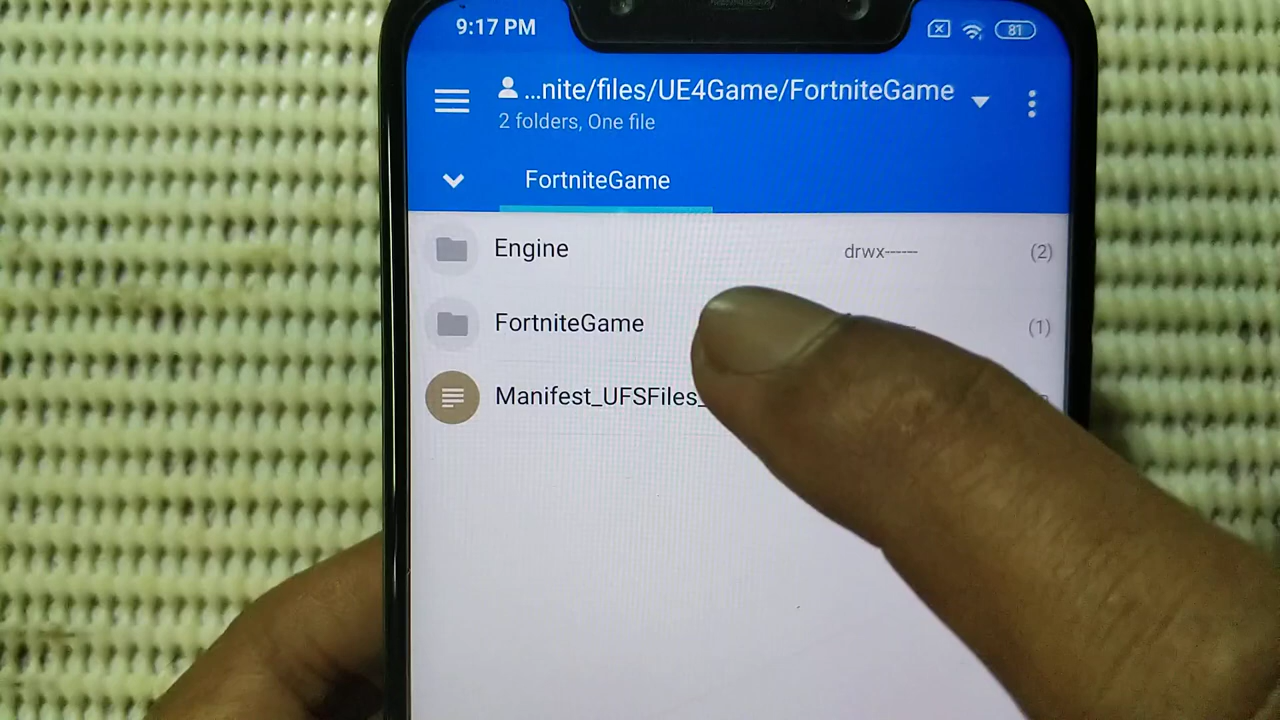 9:17 PM
81
...nite/files/UE4Game/FortniteGame
2 folders, One file
FortniteGame
Engine drwx------ (2)
FortniteGame (1)
Manifest_UFSFiles_